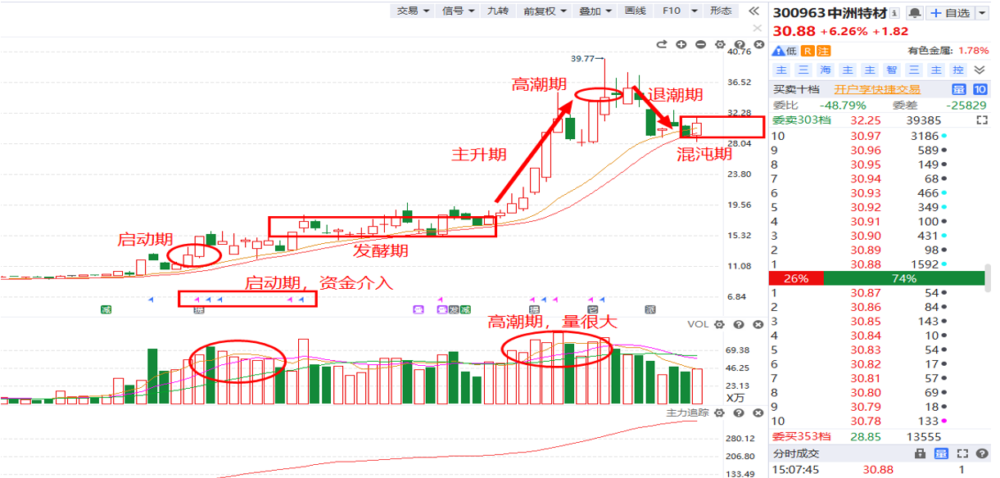 交易 信号 九转 前复权 叠加 画线 F10 形态
300963 中洲特材 自选
30.88 +6.26% +1.82
低 R 注 有色金属: 1.78%
主 三 海 主 主 智 三 主 控
买卖十档 开户享快捷交易 量 10
委比 -48.79% 委差 -25829
委卖303档 32.25 39385
10 30.97 3186
9 30.96 589
8 30.95 149
7 30.94 68
6 30.93 466
5 30.92 349
4 30.91 100
3 30.90 431
2 30.89 98
1 30.88 1592
26% 74%
1 30.87 54
2 30.86 84
3 30.85 143
4 30.84 10
5 30.83 54
6 30.82 17
7 30.81 57
8 30.80 69
9 30.79 18
10 30.78 133
委买353档 28.85 13555
分时成交
15:07:45 30.88 1
40.76
39.77
36.52
32.28
28.04
23.80
19.56
15.32
11.08
6.84
高潮期
退潮期
主升期
混沌期
启动期
发酵期
启动期，资金介入
减 派
高潮期，量很大
VOL
69.38
46.25
23.13
X万
主力追踪
280.12
206.80
133.49